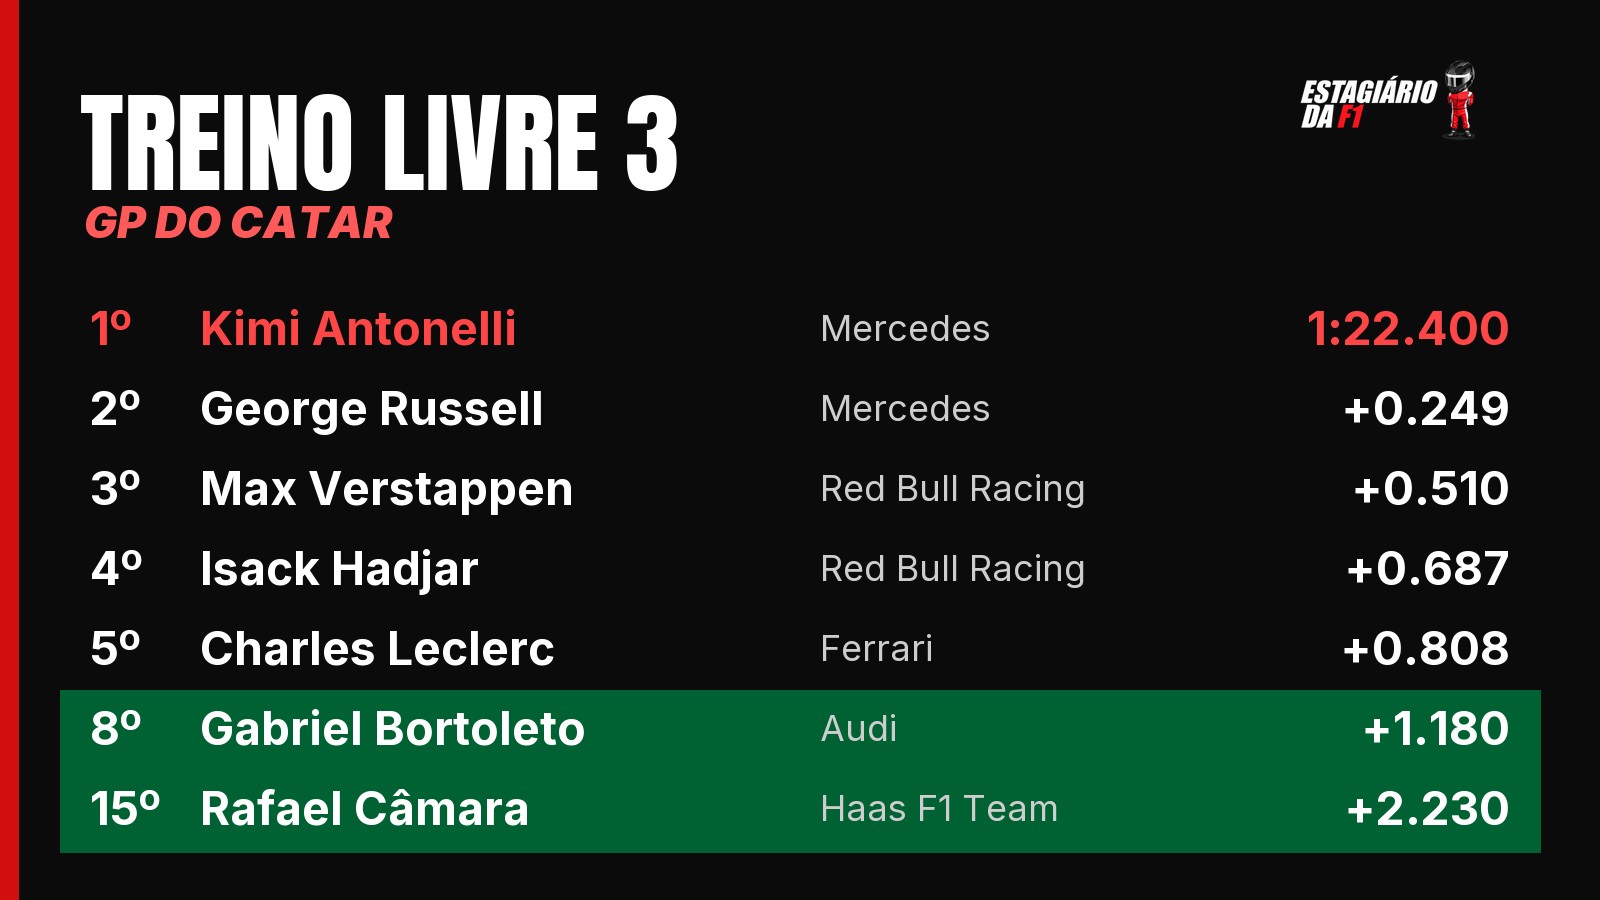 TREINO LIVRE 3
GP DO CATAR
ESTAGIÁRIO
DA F1
1º Kimi Antonelli Mercedes 1:22.400
2º George Russell Mercedes +0.249
3º Max Verstappen Red Bull Racing +0.510
4º Isack Hadjar Red Bull Racing +0.687
5º Charles Leclerc Ferrari +0.808
8º Gabriel Bortoleto Audi +1.180
15º Rafael Câmara Haas F1 Team +2.230